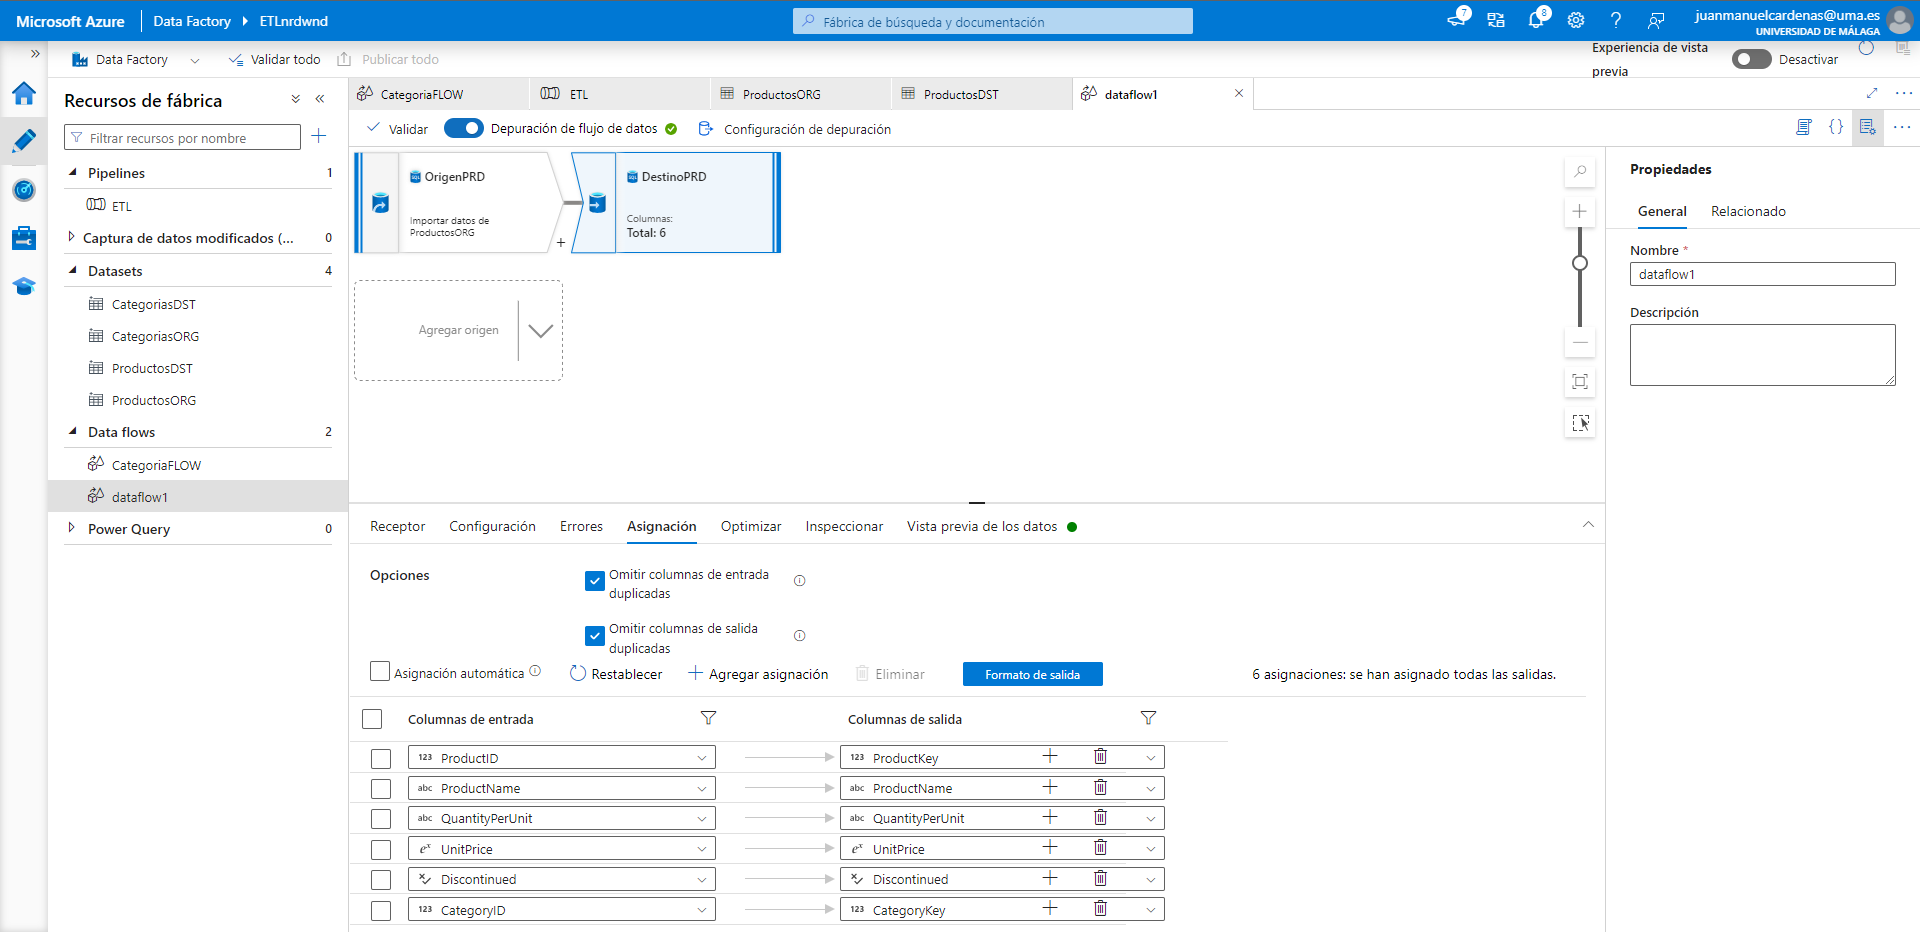 Microsoft Azure
Data Factory
ETLnrdwnd
Fábrica de búsqueda y documentación
7
8
juanmanuelcardenas@uma.es
UNIVERSIDAD DE MÁLAGA
Data Factory
Validar todo
Publicar todo
Experiencia de vista
previa
Desactivar
Recursos de fábrica
Filtrar recursos por nombre
Pipelines 1
ETL
Captura de datos modificados (... 0
Datasets 4
CategoriasDST
CategoriasORG
ProductosDST
ProductosORG
Data flows 2
CategoriaFLOW
dataflow1
Power Query 0
CategoriaFLOW
ETL
ProductosORG
ProductosDST
dataflow1
Validar
Depuración de flujo de datos
Configuración de depuración
OrigenPRD
Importar datos de
ProductosORG
+
DestinoPRD
Columnas:
Total: 6
Agregar origen
Propiedades
General
Relacionado
Nombre *
dataflow1
Descripción
Receptor
Configuración
Errores
Asignación
Optimizar
Inspeccionar
Vista previa de los datos
Opciones
Omitir columnas de entrada
duplicadas
Omitir columnas de salida
duplicadas
Asignación automática
Restablecer
Agregar asignación
Eliminar
Formato de salida
6 asignaciones: se han asignado todas las salidas.
Columnas de entrada
Columnas de salida
123 ProductID
123 ProductKey
abc ProductName
abc ProductName
abc QuantityPerUnit
abc QuantityPerUnit
eˣ UnitPrice
eˣ UnitPrice
Discontinued
Discontinued
123 CategoryID
123 CategoryKey